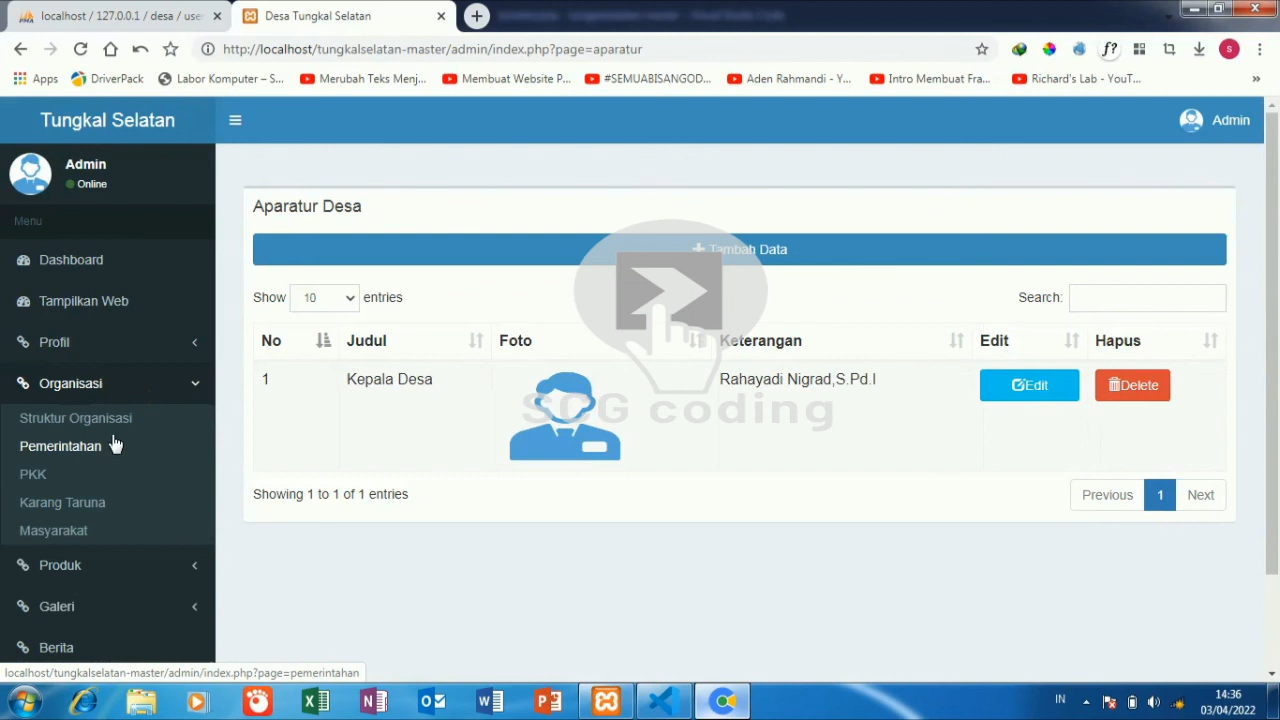 localhost / 127.0.0.1 / desa / use
Desa Tungkal Selatan
http://localhost/tungkalselatan-master/admin/index.php?page=aparatur
Apps
DriverPack
Labor Komputer – S...
Merubah Teks Menj...
Membuat Website P...
#SEMUABISANGOD...
Aden Rahmandi - Y...
Intro Membuat Fra...
Richard's Lab - YouT...
Tungkal Selatan
Admin
Admin
Online
Menu
Dashboard
Tampilkan Web
Profil
Organisasi
Struktur Organisasi
Pemerintahan
PKK
Karang Taruna
Masyarakat
Produk
Galeri
Berita
Aparatur Desa
Tambah Data
Show 10 entries
Search:
No Judul Foto Keterangan Edit Hapus
1 Kepala Desa Rahayadi Nigrad,S.Pd.I Edit Delete
SCG coding
Showing 1 to 1 of 1 entries
Previous 1 Next
localhost/tungkalselatan-master/admin/index.php?page=pemerintahan
IN
14:36
03/04/2022